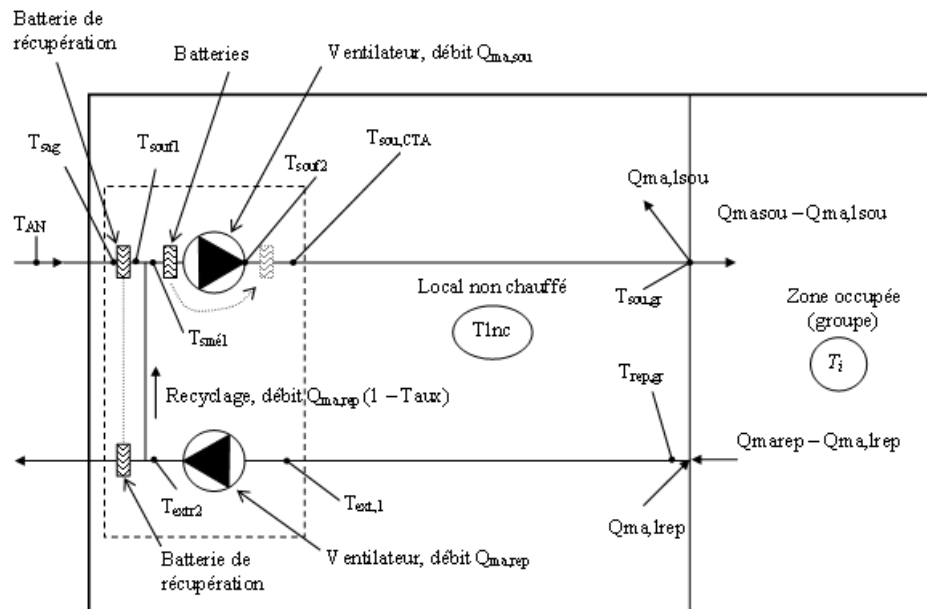 Batterie de
récupération
Batteries
Ventilateur, débit Qma,sou
Tsag
Tsouf1
Tsouf2
Tsou,CTA
Qma,lsou
TAN
Qmasou – Qma,lsou
Local non chauffé
Tsou,gr
Zone occupée
(groupe)
Tlnc
Tsmél
Ti
Trep,gr
Recyclage, débit Qma,rep (1 – Taux)
Qmarep – Qma,lrep
Textr2
Text,1
Qma,lrep
Batterie de
récupération
Ventilateur, débit Qma,rep